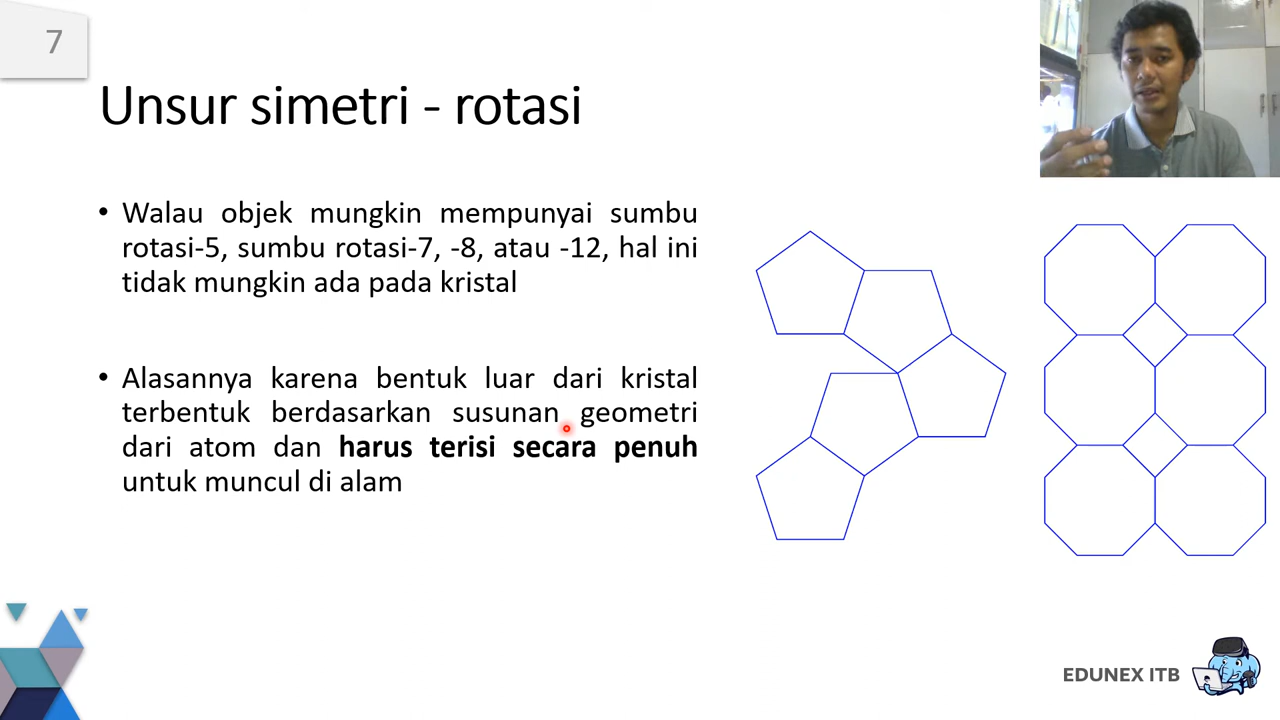 7
Unsur simetri - rotasi
• Walau objek mungkin mempunyai sumbu
rotasi-5, sumbu rotasi-7, -8, atau -12, hal ini
tidak mungkin ada pada kristal
• Alasannya karena bentuk luar dari kristal
terbentuk berdasarkan susunan geometri
dari atom dan harus terisi secara penuh
untuk muncul di alam
EDUNEX ITB